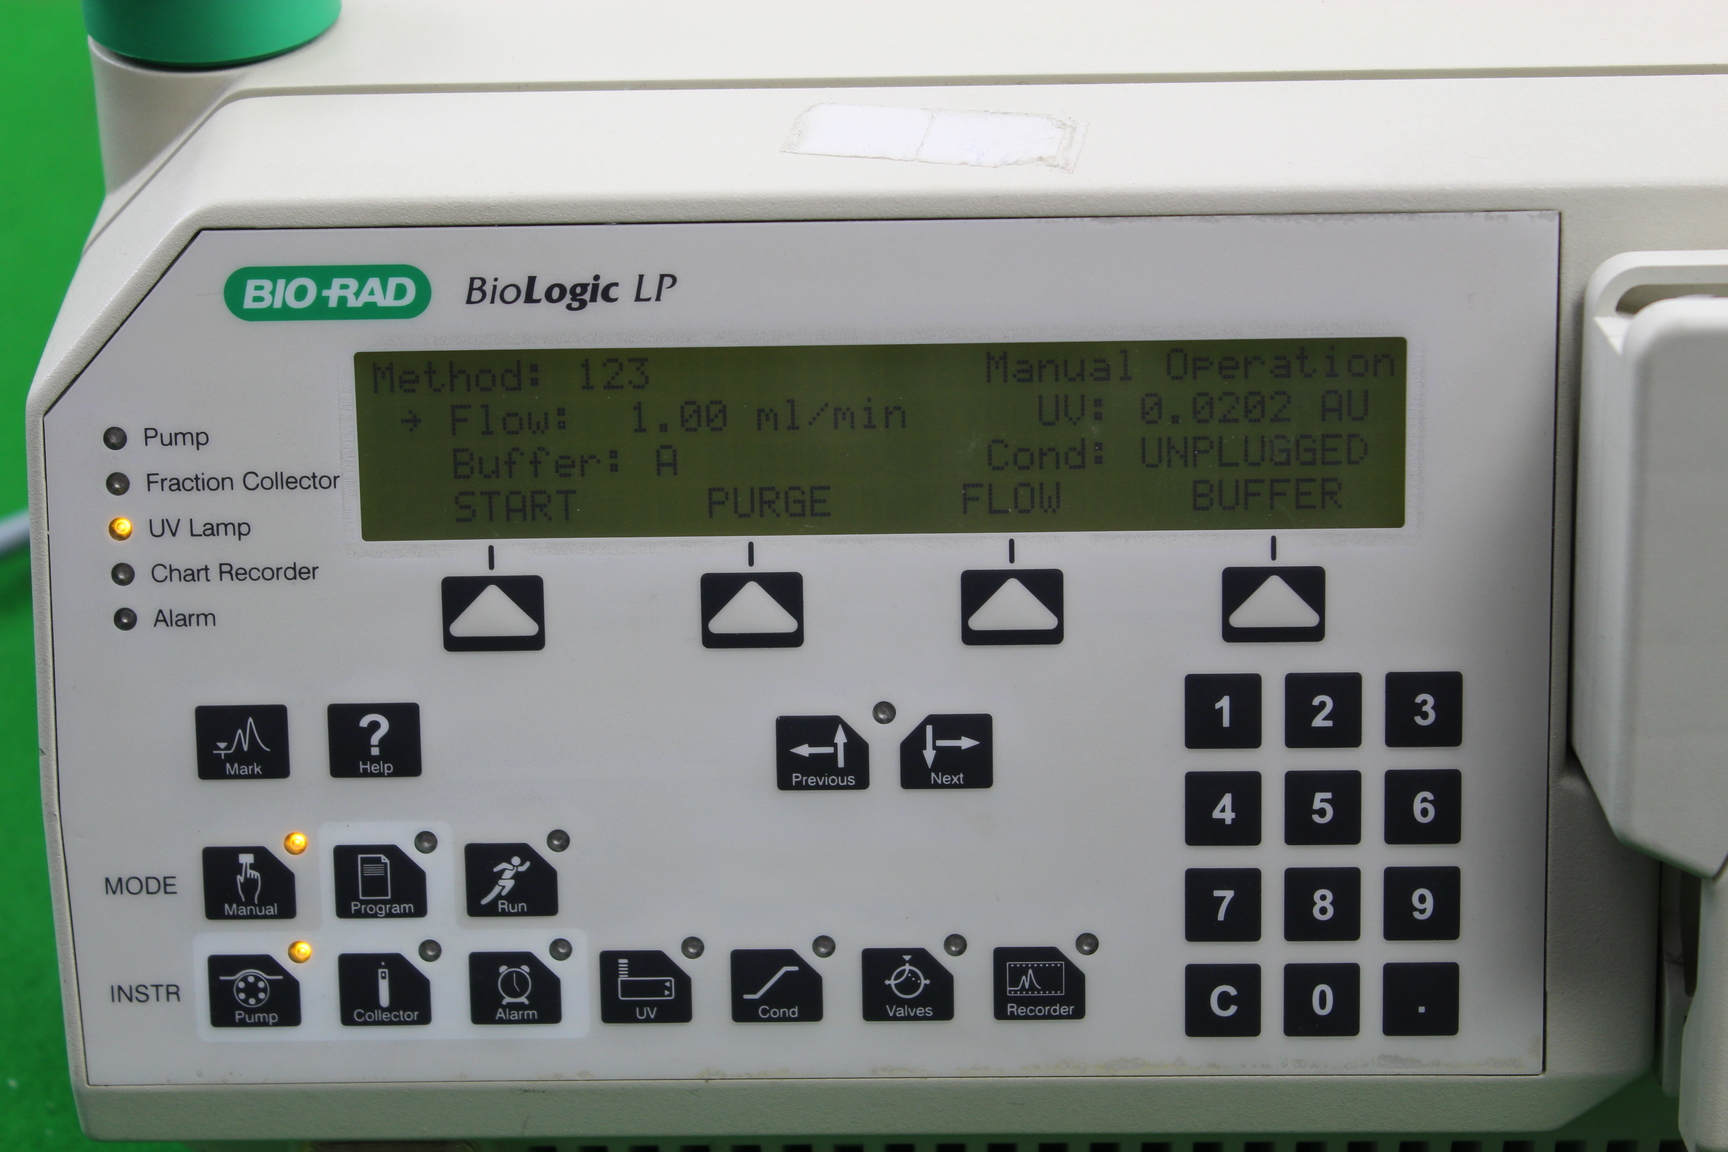 BIO-RAD BioLogic LP
Method: 123 Manual Operation
→ Flow: 1.00 ml/min UV: 0.0202 AU
Buffer: A Cond: UNPLUGGED
START PURGE FLOW BUFFER
Pump
Fraction Collector
UV Lamp
Chart Recorder
Alarm
Mark ? Help Previous Next
1 2 3
4 5 6
7 8 9
C 0 .
MODE Manual Program Run
INSTR Pump Collector Alarm UV Cond Valves Recorder